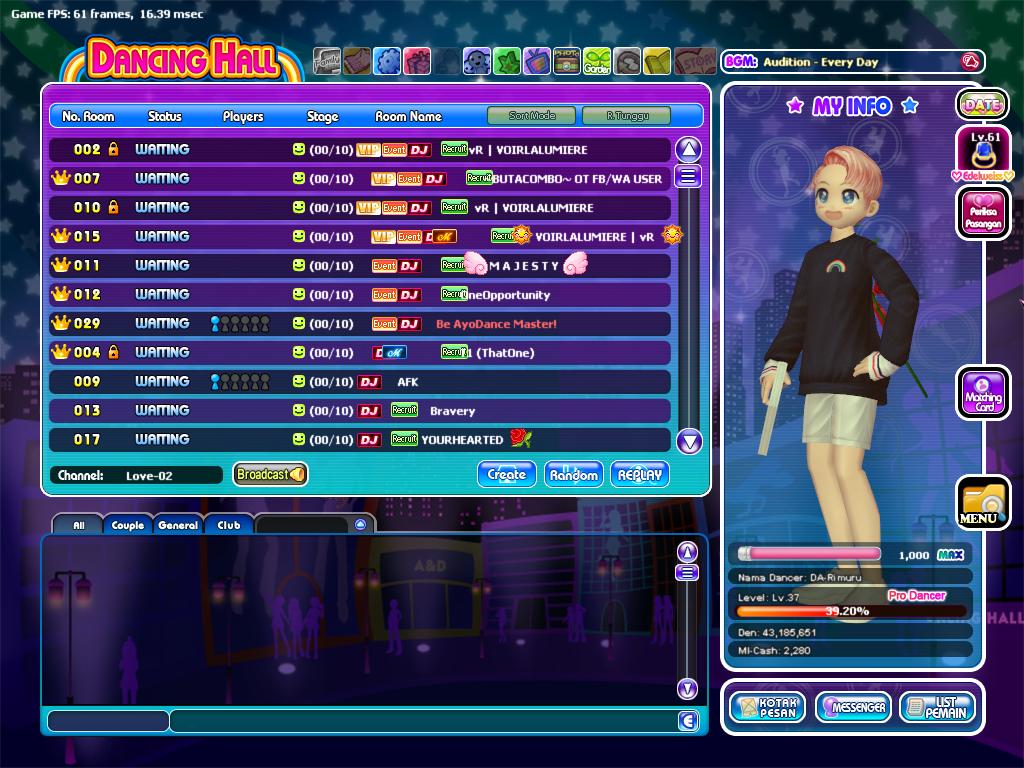 Game FPS: 61 frames, 16.39 msec
DANCING HALL
Family
PHOTO
Garden
STORY
BGM: Audition - Every Day
No. Room Status Players Stage Room Name Sort Mode R.Tunggu
002 WAITING (00/10) VIP Event DJ Recruit vR | VOIRLALUMIERE
007 WAITING (00/10) VIP Event DJ Recruit BUTACOMBO~ OT FB/WA USER
010 WAITING (00/10) VIP Event DJ Recruit vR | VOIRLALUMIERE
015 WAITING (00/10) VIP Event D M Recru VOIRLALUMIERE | vR
011 WAITING (00/10) Event DJ Recruit M A J E S T Y
012 WAITING (00/10) Event DJ Recruit neOpportunity
029 WAITING (00/10) Event DJ Be AyoDance Master!
004 WAITING (00/10) D M Recruit 1 (ThatOne)
009 WAITING (00/10) DJ AFK
013 WAITING (00/10) DJ Recruit Bravery
017 WAITING (00/10) DJ Recruit YOURHEARTED
Channel: Love-02 Broadcast Create Random REPLAY
All Couple General Club
A&D
MY INFO
DATE
Lv.61
Edelweiss
Periksa Pasangan
Matching Card
MENU
1,000 MAX
Nama Dancer: DA-Rimuru
Level: Lv.37 Pro Dancer
39.20%
Den: 43,185,651
MI-Cash: 2,280
HALL
KOTAK PESAN MESSENGER LIST PEMAIN